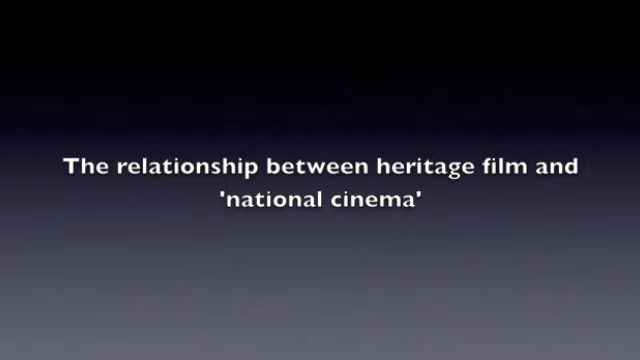 The relationship between heritage film and
'national cinema'